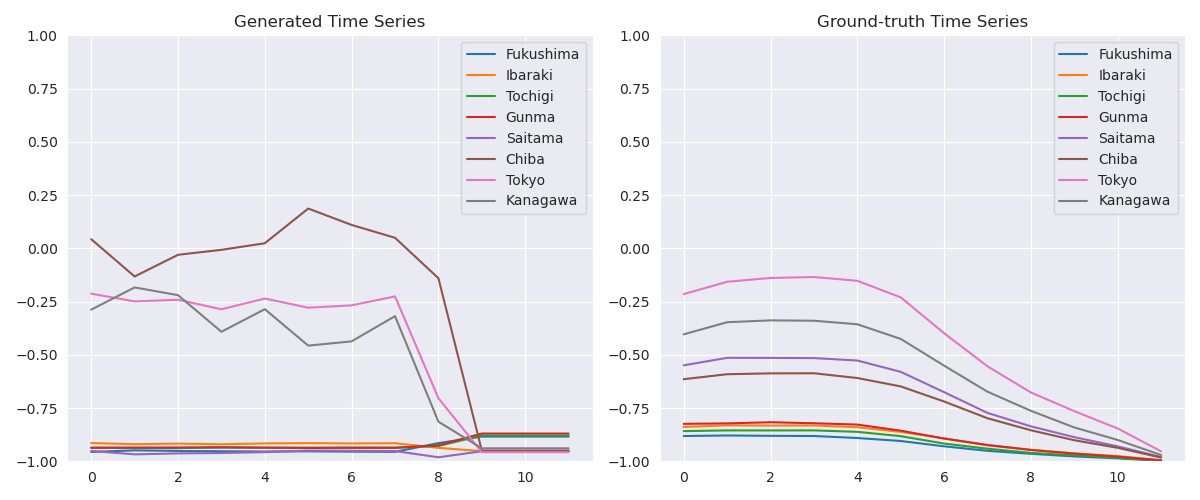 Generated Time Series
1.00
0.75
0.50
0.25
0.00
−0.25
−0.50
−0.75
−1.00
0 2 4 6 8 10
Fukushima
Ibaraki
Tochigi
Gunma
Saitama
Chiba
Tokyo
Kanagawa
Ground-truth Time Series
1.00
0.75
0.50
0.25
0.00
−0.25
−0.50
−0.75
−1.00
0 2 4 6 8 10
Fukushima
Ibaraki
Tochigi
Gunma
Saitama
Chiba
Tokyo
Kanagawa